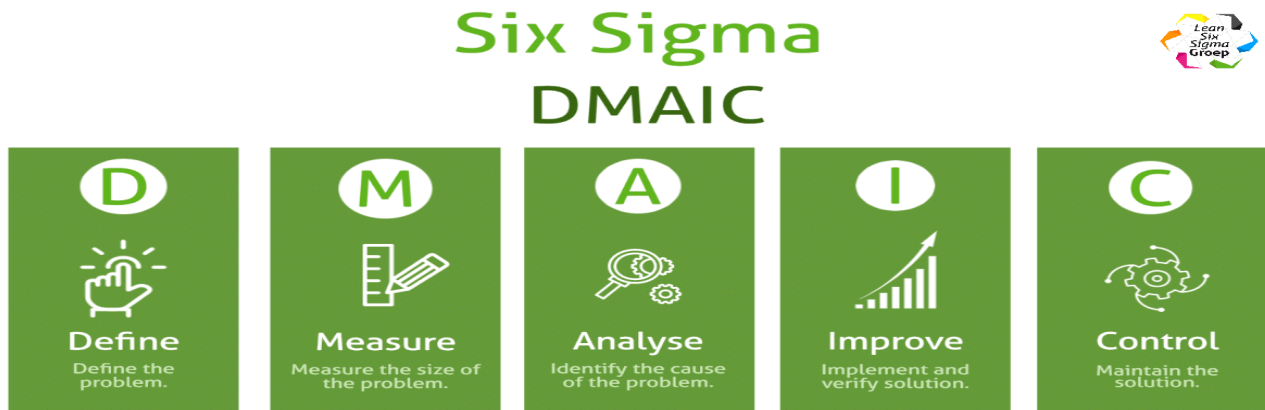 Six Sigma
DMAIC
Lean
Six
Sigma
Groep
D
Define
Define the
problem.
M
Measure
Measure the size of
the problem.
A
Analyse
Identify the cause
of the problem.
I
Improve
Implement and
verify solution.
C
Control
Maintain the
solution.